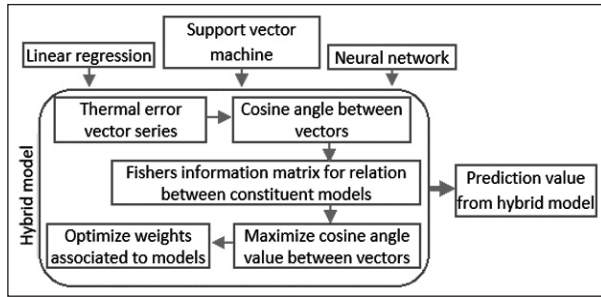 Linear regression
Support vector
machine
Neural network
Hybrid model
Thermal error
vector series
Cosine angle between
vectors
Fishers information matrix for relation
between constituent models
Prediction value
from hybrid model
Optimize weights
associated to models
Maximize cosine angle
value between vectors